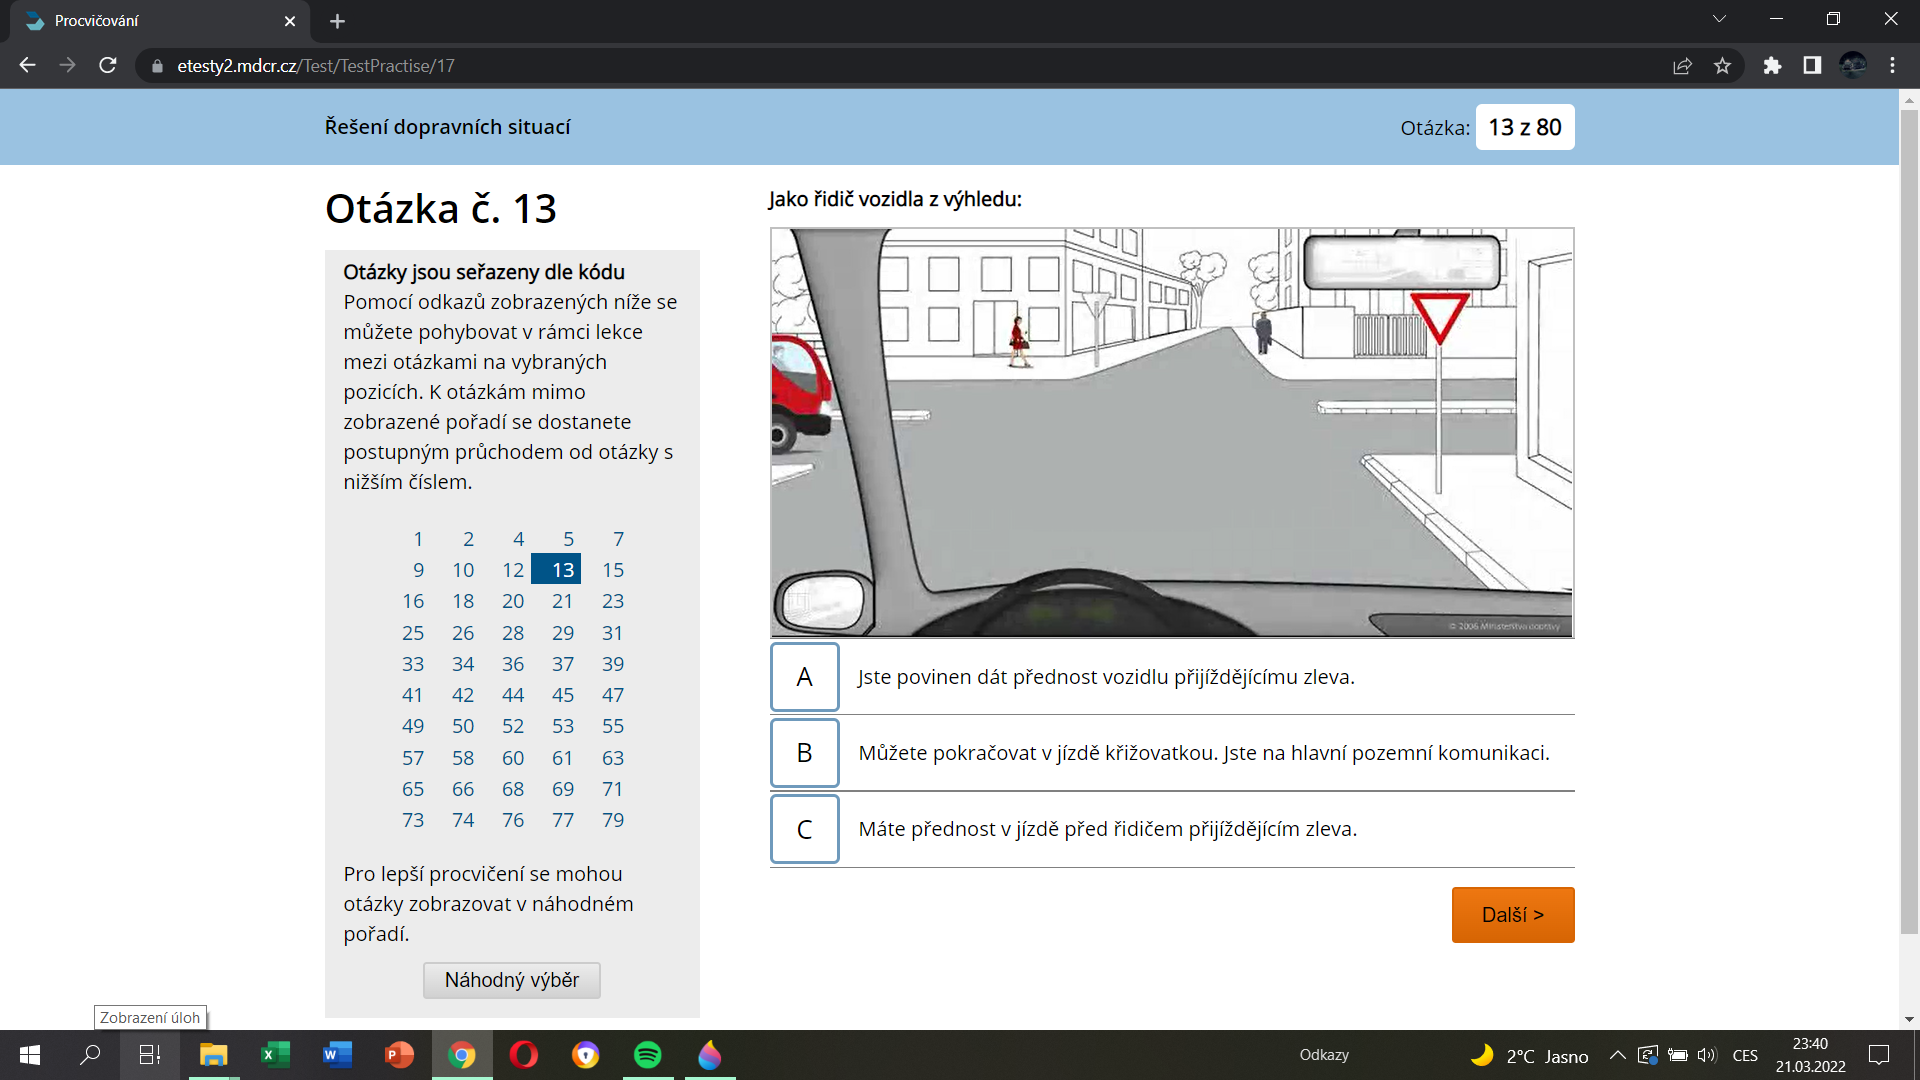 Procvičování
etesty2.mdcr.cz/Test/TestPractise/17
Řešení dopravních situací
Otázka: 13 z 80
Otázka č. 13
Otázky jsou seřazeny dle kódu
Pomocí odkazů zobrazených níže se
můžete pohybovat v rámci lekce
mezi otázkami na vybraných
pozicích. K otázkám mimo
zobrazené pořadí se dostanete
postupným průchodem od otázky s
nižším číslem.
1 2 4 5 7
9 10 12 13 15
16 18 20 21 23
25 26 28 29 31
33 34 36 37 39
41 42 44 45 47
49 50 52 53 55
57 58 60 61 63
65 66 68 69 71
73 74 76 77 79
Pro lepší procvičení se mohou
otázky zobrazovat v náhodném
pořadí.
Náhodný výběr
Jako řidič vozidla z výhledu:
© 2006 Ministerstvo dopravy
A Jste povinen dát přednost vozidlu přijíždějícímu zleva.
B Můžete pokračovat v jízdě křižovatkou. Jste na hlavní pozemní komunikaci.
C Máte přednost v jízdě před řidičem přijíždějícím zleva.
Další >
Zobrazení úloh
Odkazy
2°C Jasno
CES
23:40
21.03.2022